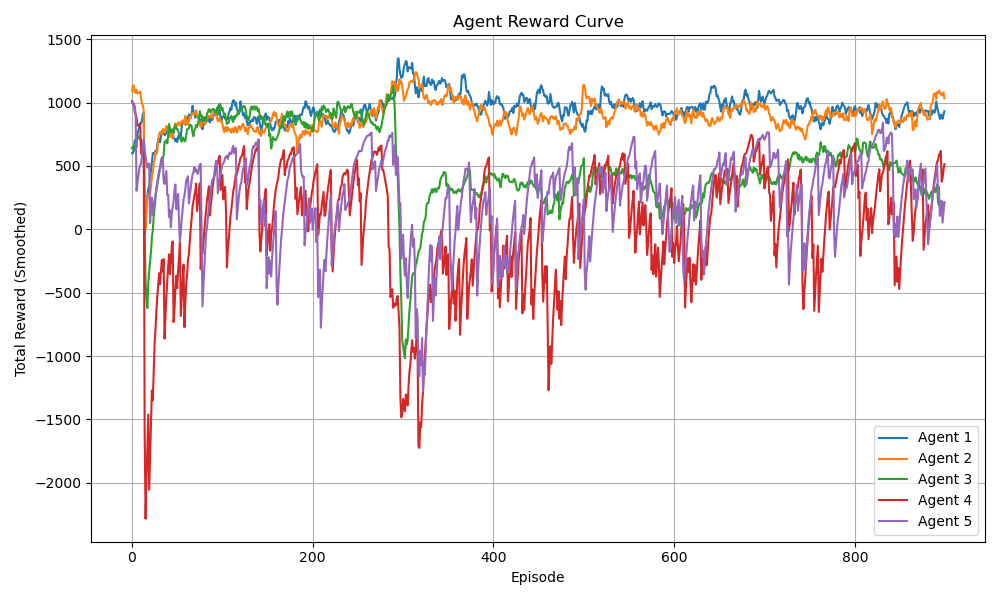 Agent Reward Curve
1500
1000
500
0
−500
−1000
−1500
−2000
Total Reward (Smoothed)
0 200 400 600 800
Episode
Agent 1
Agent 2
Agent 3
Agent 4
Agent 5